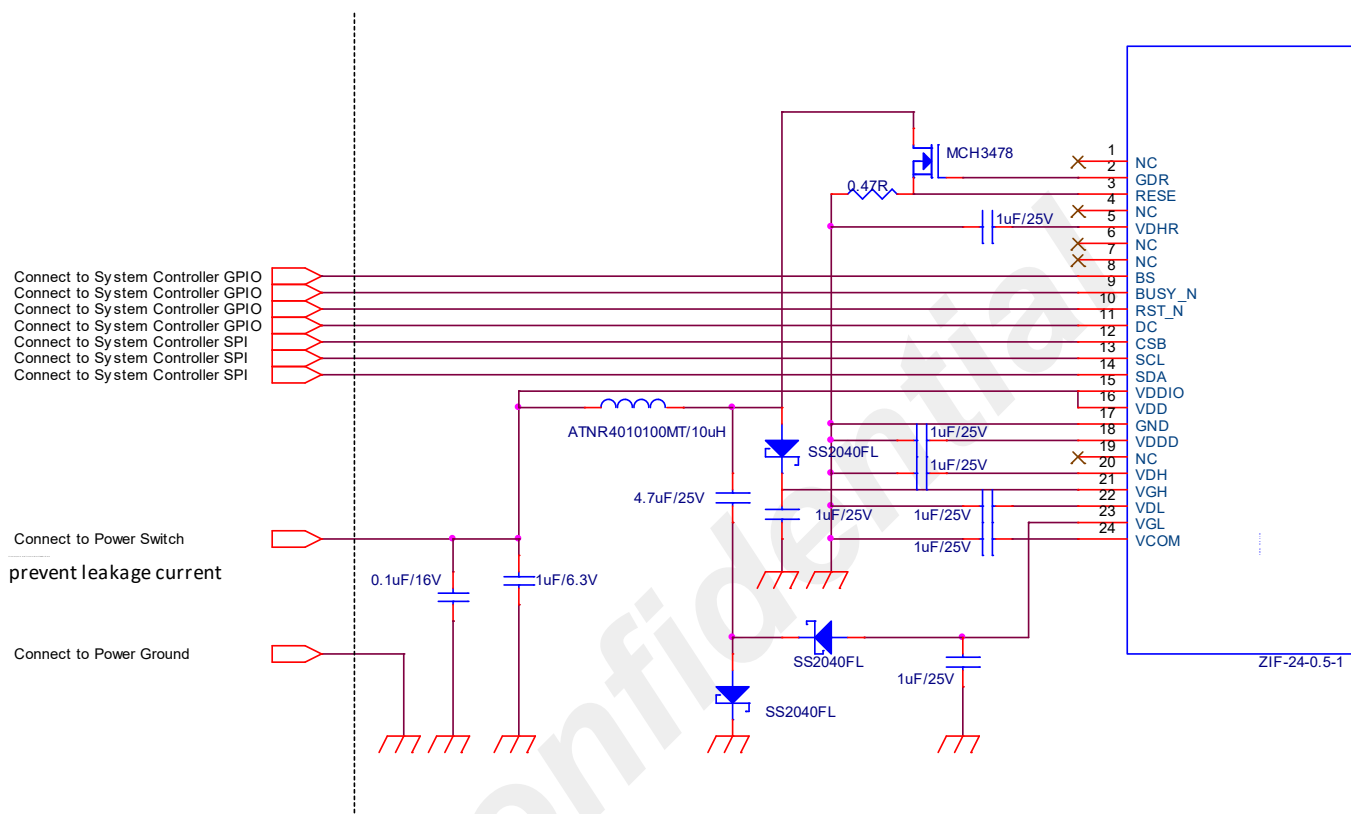 MCH3478
0.47R
1uF/25V
1
2
3
4
5
6
7
8
9
10
11
12
13
14
15
16
17
18
19
20
21
22
23
24
NC
GDR
RESE
NC
VDHR
NC
NC
BS
BUSY_N
RST_N
DC
CSB
SCL
SDA
VDDIO
VDD
GND
VDDD
NC
VDH
VGH
VDL
VGL
VCOM
Connect to System Controller GPIO
Connect to System Controller GPIO
Connect to System Controller GPIO
Connect to System Controller GPIO
Connect to System Controller SPI
Connect to System Controller SPI
Connect to System Controller SPI
ATNR4010100MT/10uH
SS2040FL
1uF/25V
1uF/25V
4.7uF/25V
1uF/25V
1uF/25V
1uF/25V
Connect to Power Switch
prevent leakage current
0.1uF/16V
1uF/6.3V
Connect to Power Ground
SS2040FL
1uF/25V
SS2040FL
ZIF-24-0.5-1
onfidential